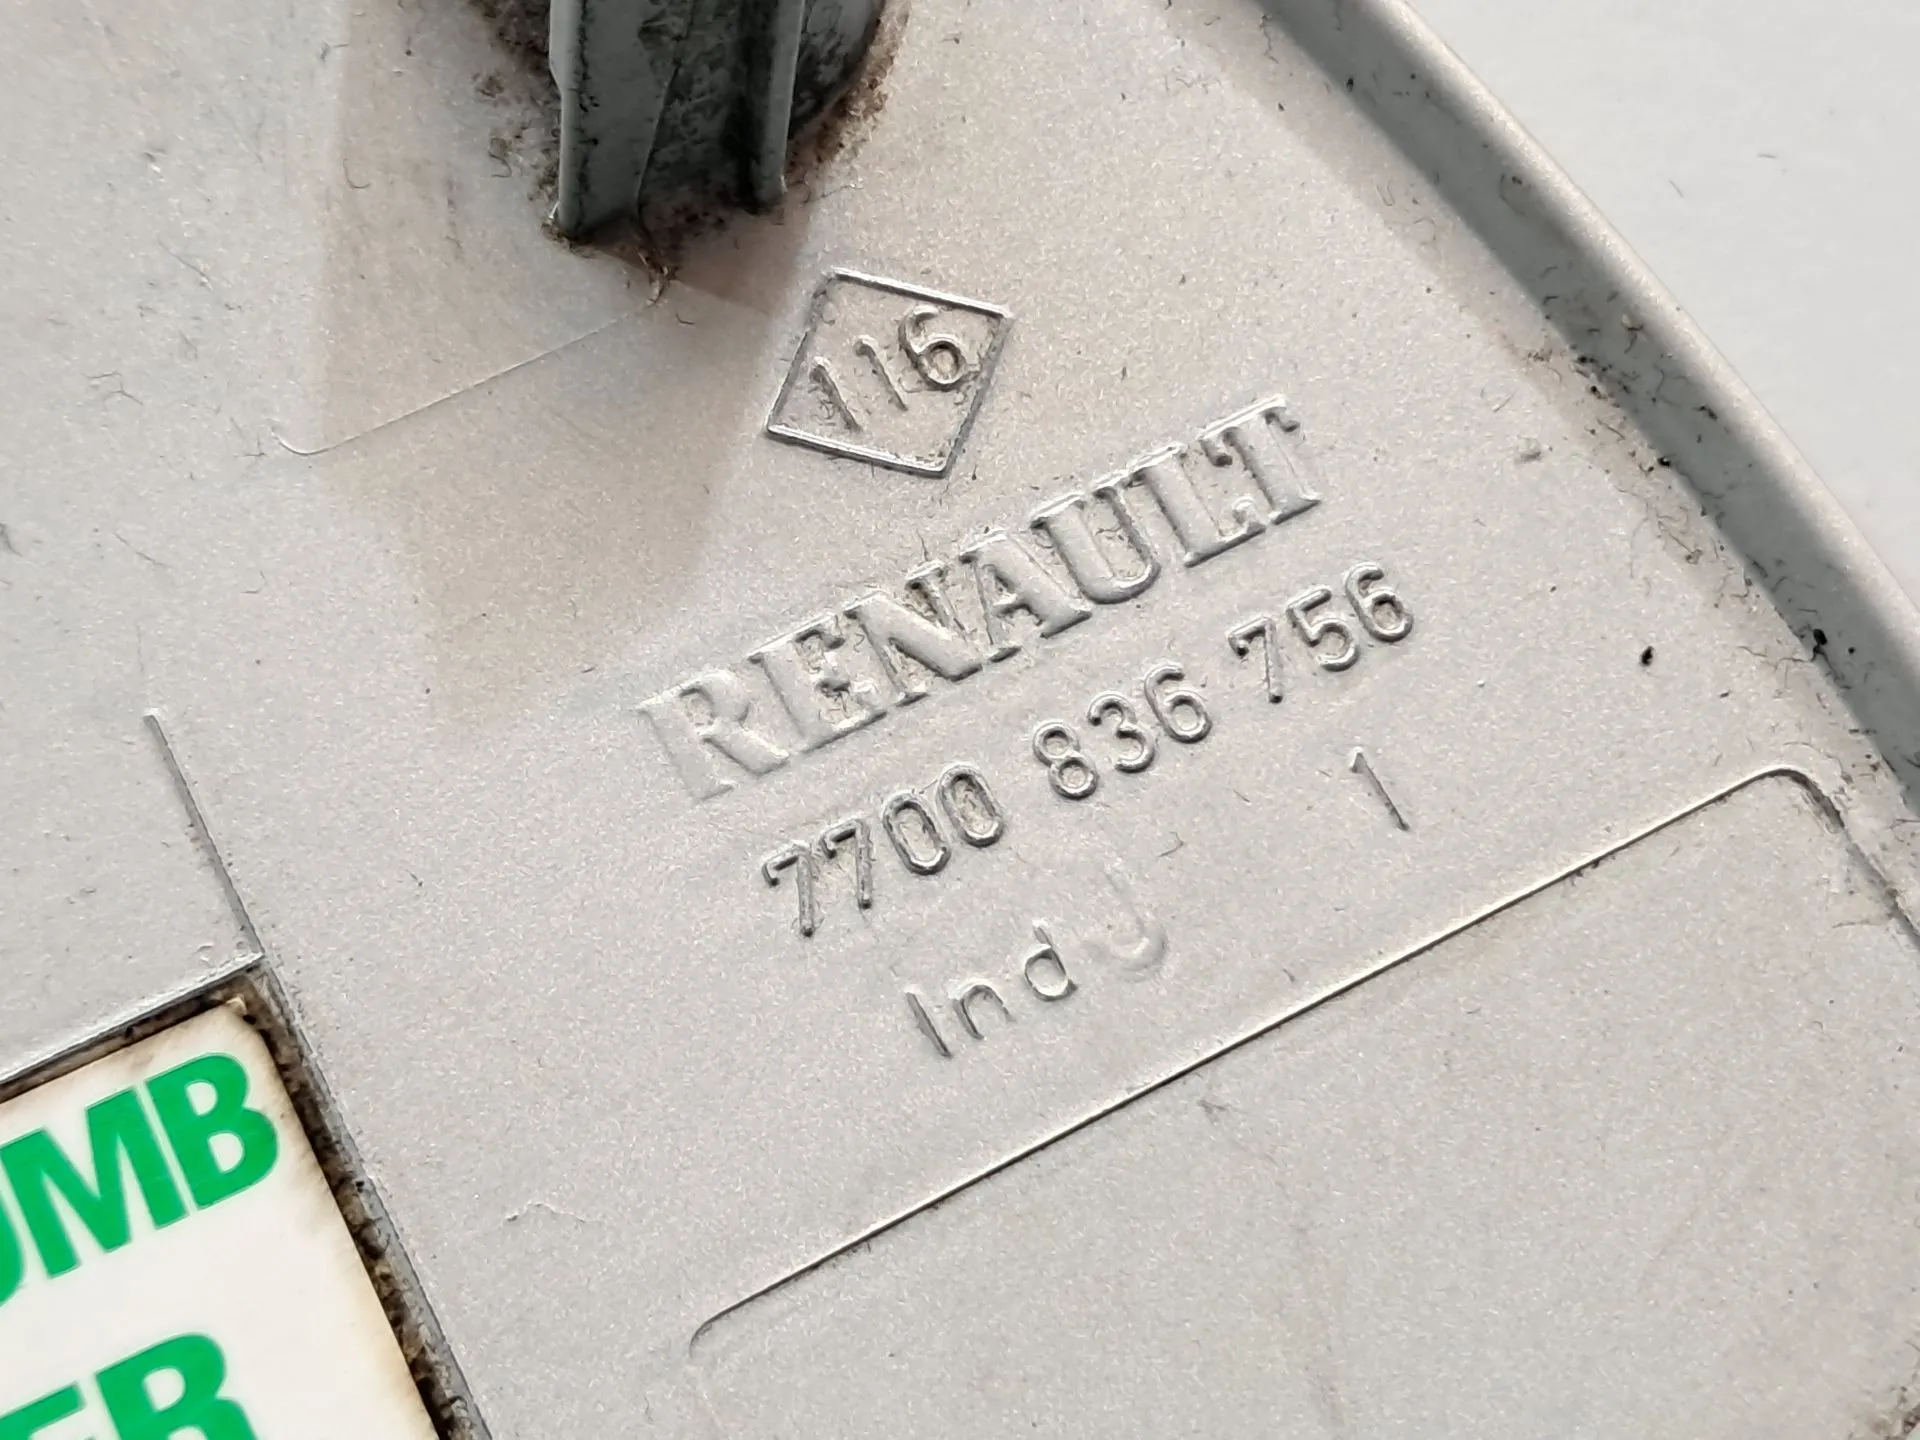 116
RENAULT
7700 836 756
Ind 1
UMB
ER